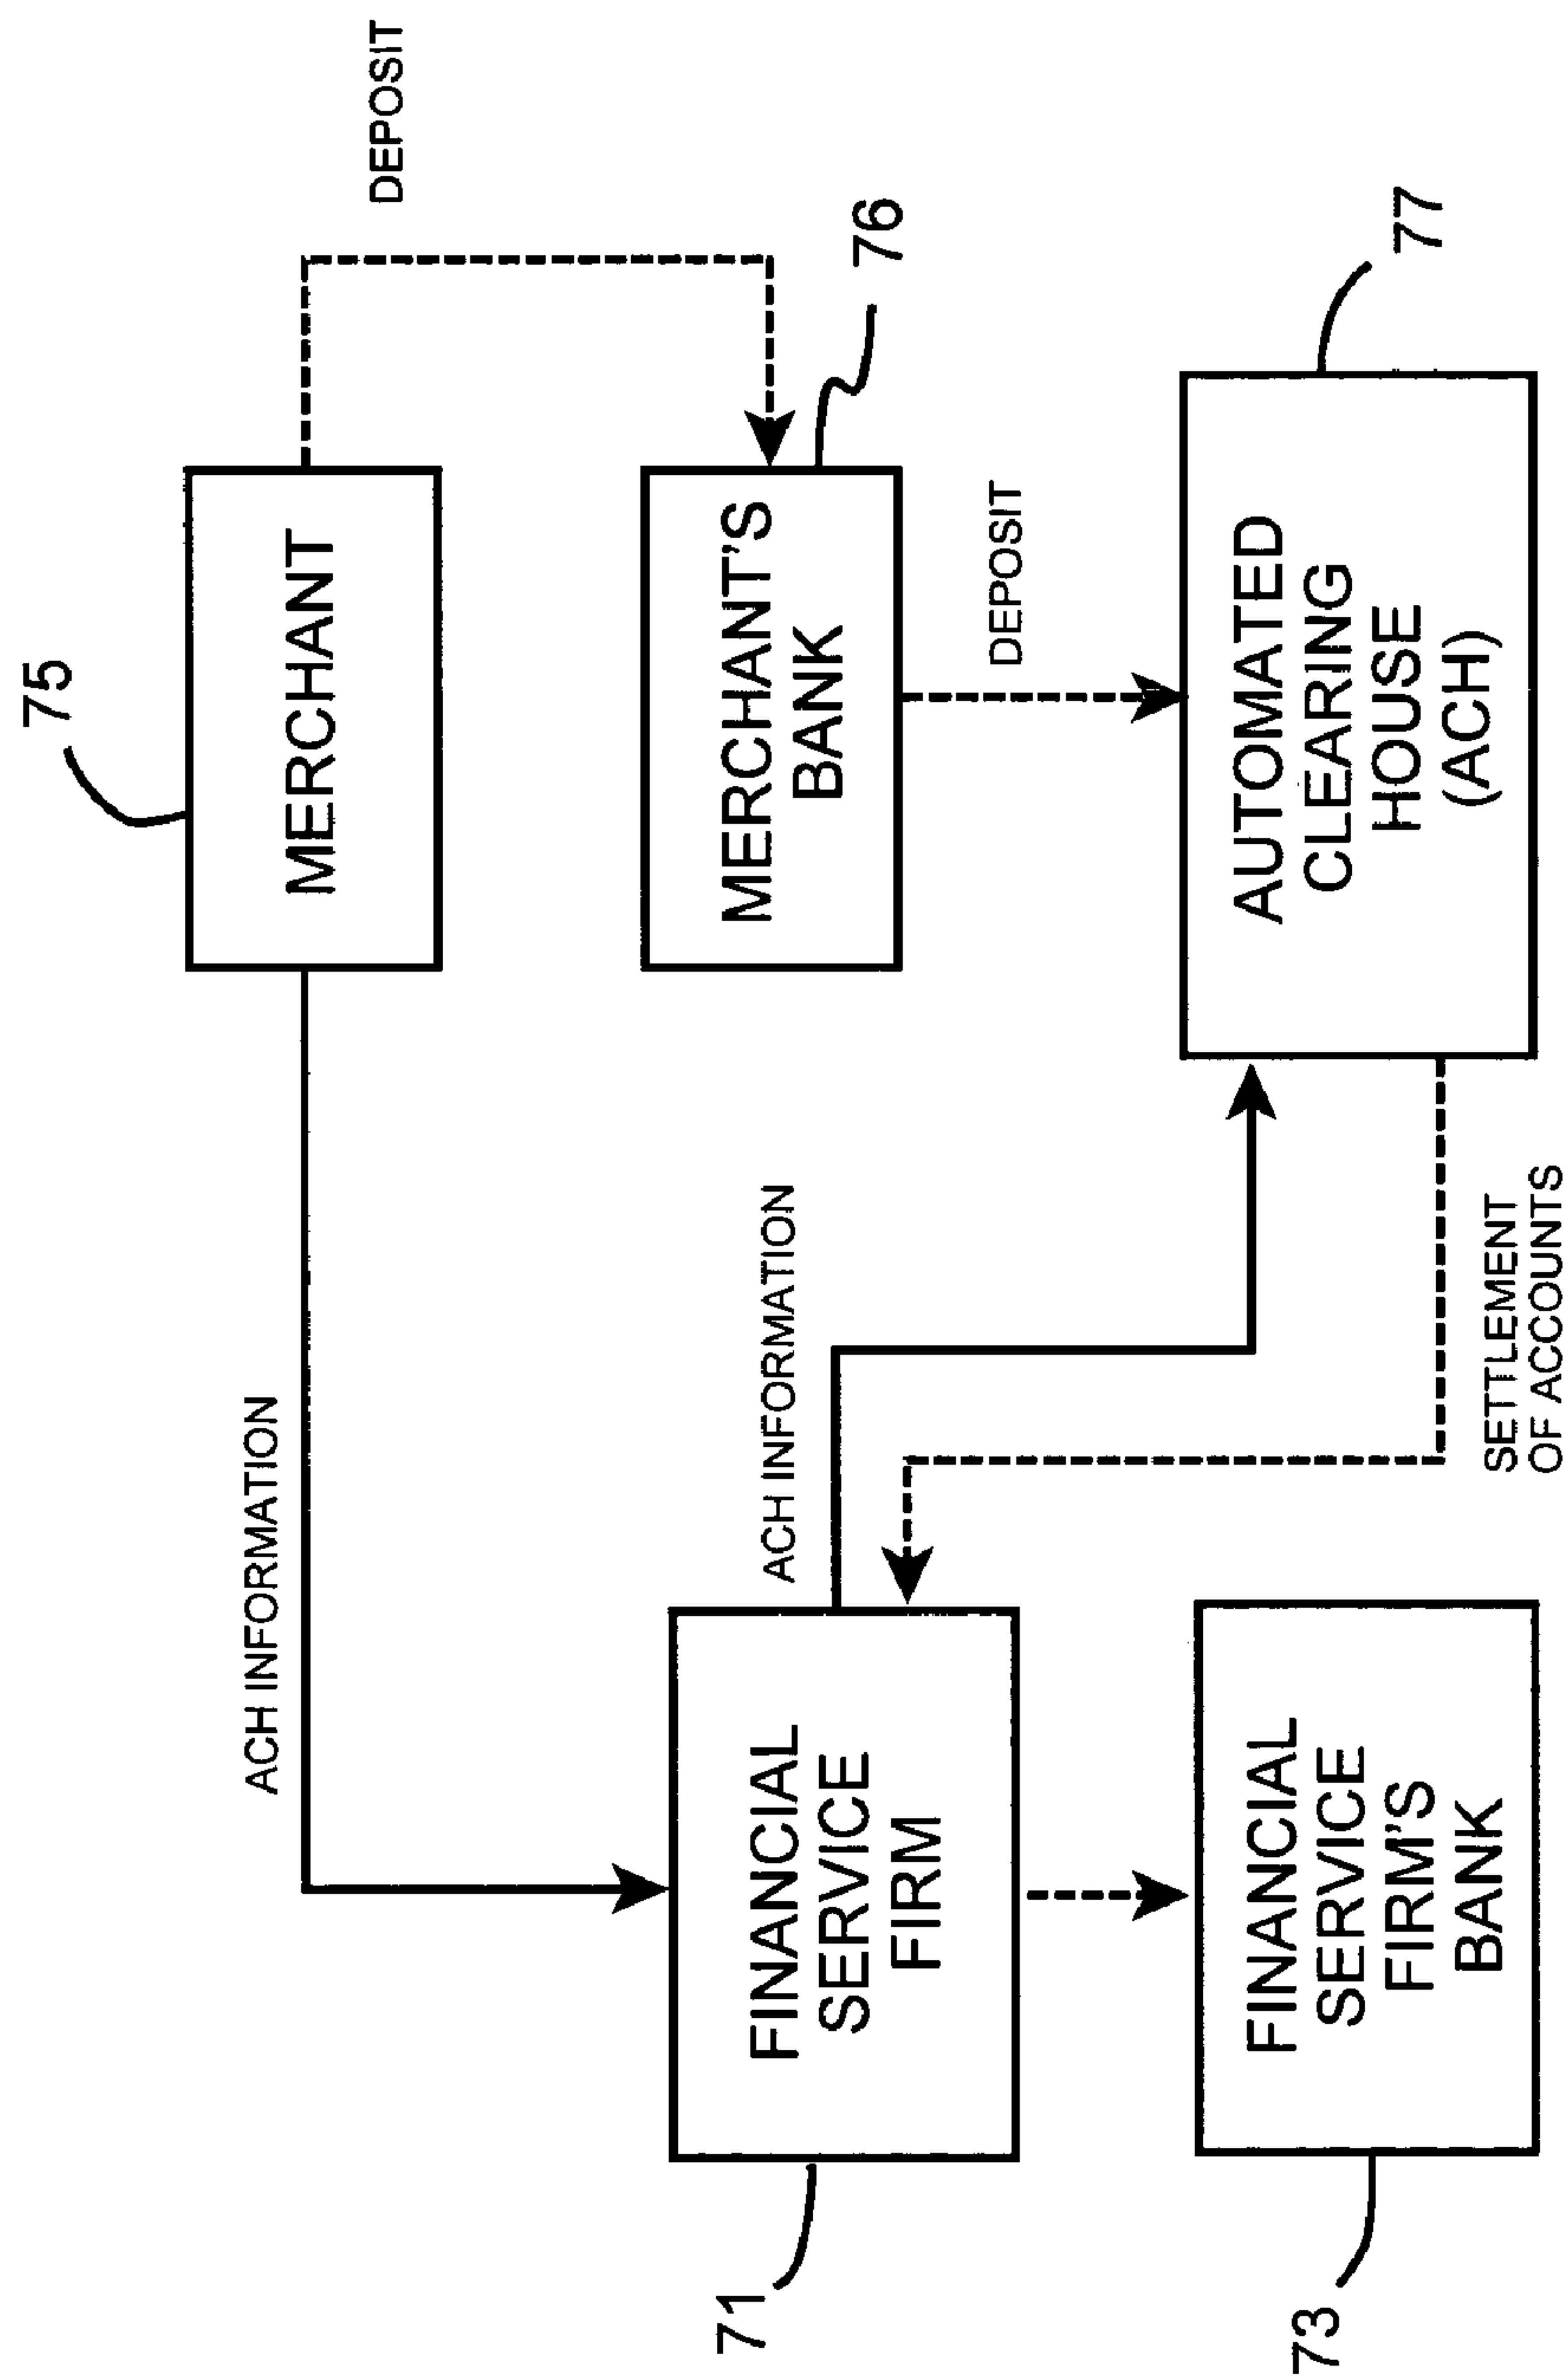 75
MERCHANT
DEPOSIT
ACH INFORMATION
MERCHANT'S
BANK
76
DEPOSIT
ACH INFORMATION
71
FINANCIAL
SERVICE
FIRM
AUTOMATED
CLEARING
HOUSE
(ACH)
77
73
FINANCIAL
SERVICE
FIRM'S
BANK
SETTLEMENT
OF ACCOUNTS